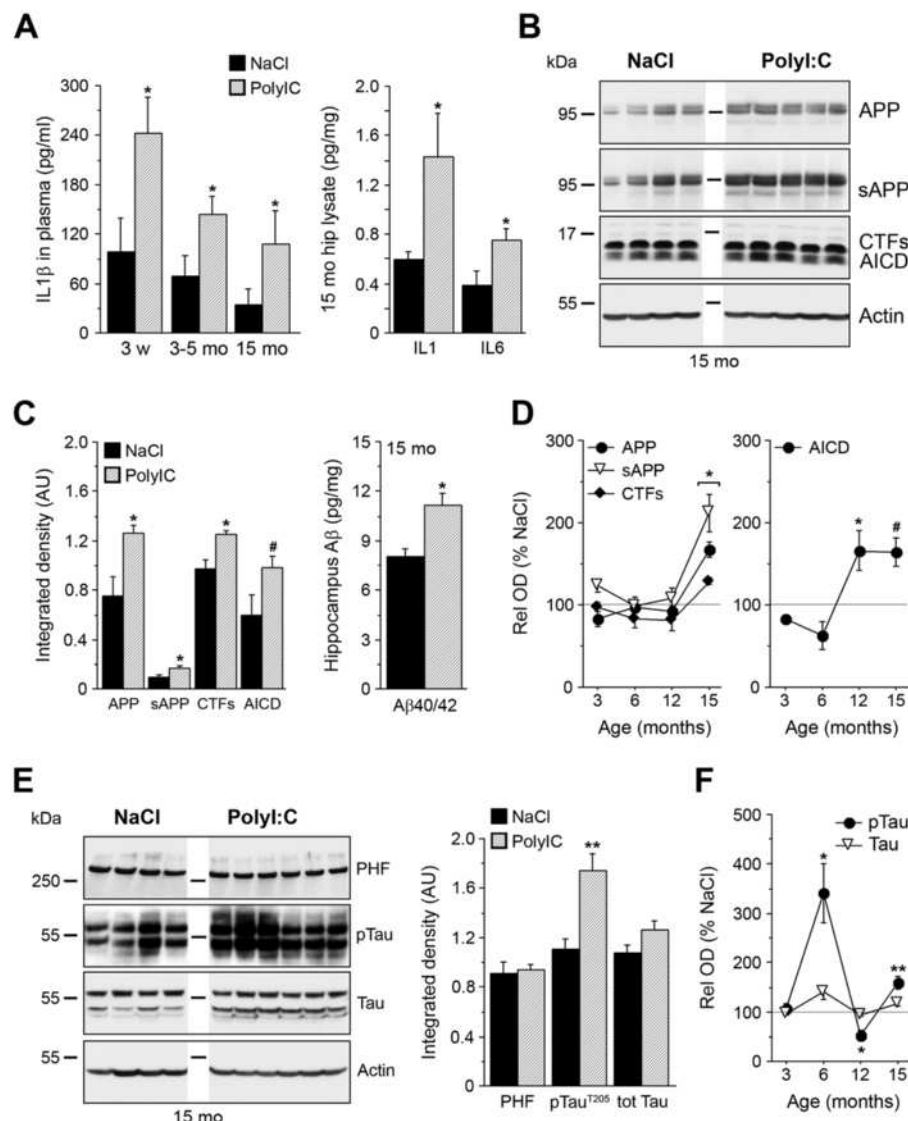 A
NaCl
PolyIC
IL1β in plasma (pg/ml)
300
240
180
120
60
0
*
*
*
3 w
3-5 mo
15 mo
15 mo hip lysate (pg/mg)
2.0
1.6
1.2
0.8
0.4
0
*
*
IL1
IL6
B
kDa
NaCl
PolyI:C
95
APP
95
sAPP
17
CTFs
AICD
55
Actin
15 mo
C
NaCl
PolyIC
Integrated density (AU)
2.0
1.6
1.2
0.8
0.4
0
*
*
*
#
APP
sAPP
CTFs
AICD
15 mo
Hippocampus Aβ (pg/mg)
15
12
9
6
3
0
*
Aβ40/42
D
APP
sAPP
CTFs
Rel OD (% NaCl)
300
200
100
0
*
3
6
12
15
Age (months)
AICD
300
200
100
0
*
#
3
6
12
15
Age (months)
E
kDa
NaCl
PolyI:C
250
PHF
55
pTau
55
Tau
55
Actin
15 mo
NaCl
PolyIC
Integrated density (AU)
2.0
1.6
1.2
0.8
0.4
0
**
PHF
pTauT205
tot Tau
F
pTau
Tau
Rel OD (% NaCl)
500
400
300
200
100
0
*
*
**
3
6
12
15
Age (months)